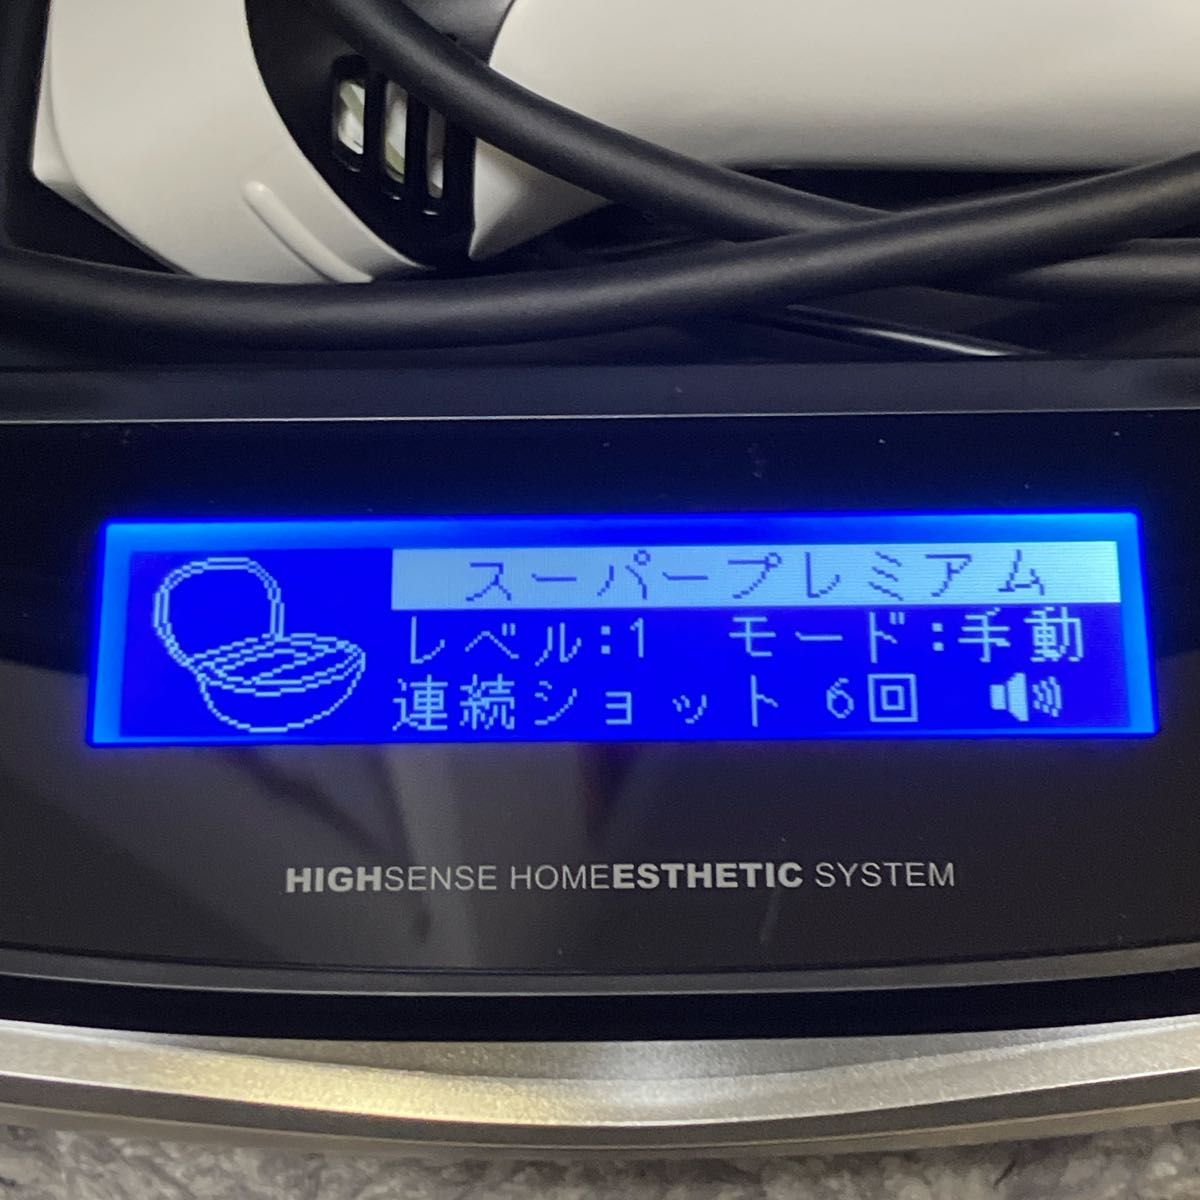 スーパープレミアム
レベル:1 モード:手動
連続ショット 6回
HIGHSENSE HOMEESTHETIC SYSTEM